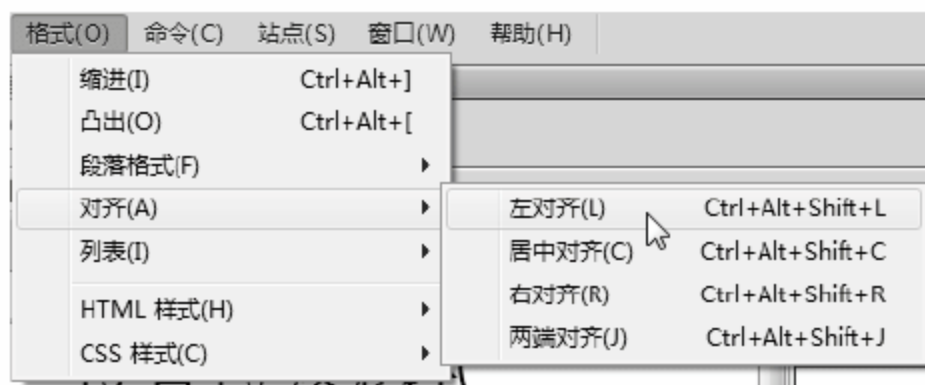 格式(O) 命令(C) 站点(S) 窗口(W) 帮助(H)
缩进(I) Ctrl+Alt+]
凸出(O) Ctrl+Alt+[
段落格式(F)
对齐(A)
左对齐(L) Ctrl+Alt+Shift+L
列表(I)
居中对齐(C) Ctrl+Alt+Shift+C
右对齐(R) Ctrl+Alt+Shift+R
HTML 样式(H)
两端对齐(J) Ctrl+Alt+Shift+J
CSS 样式(C)